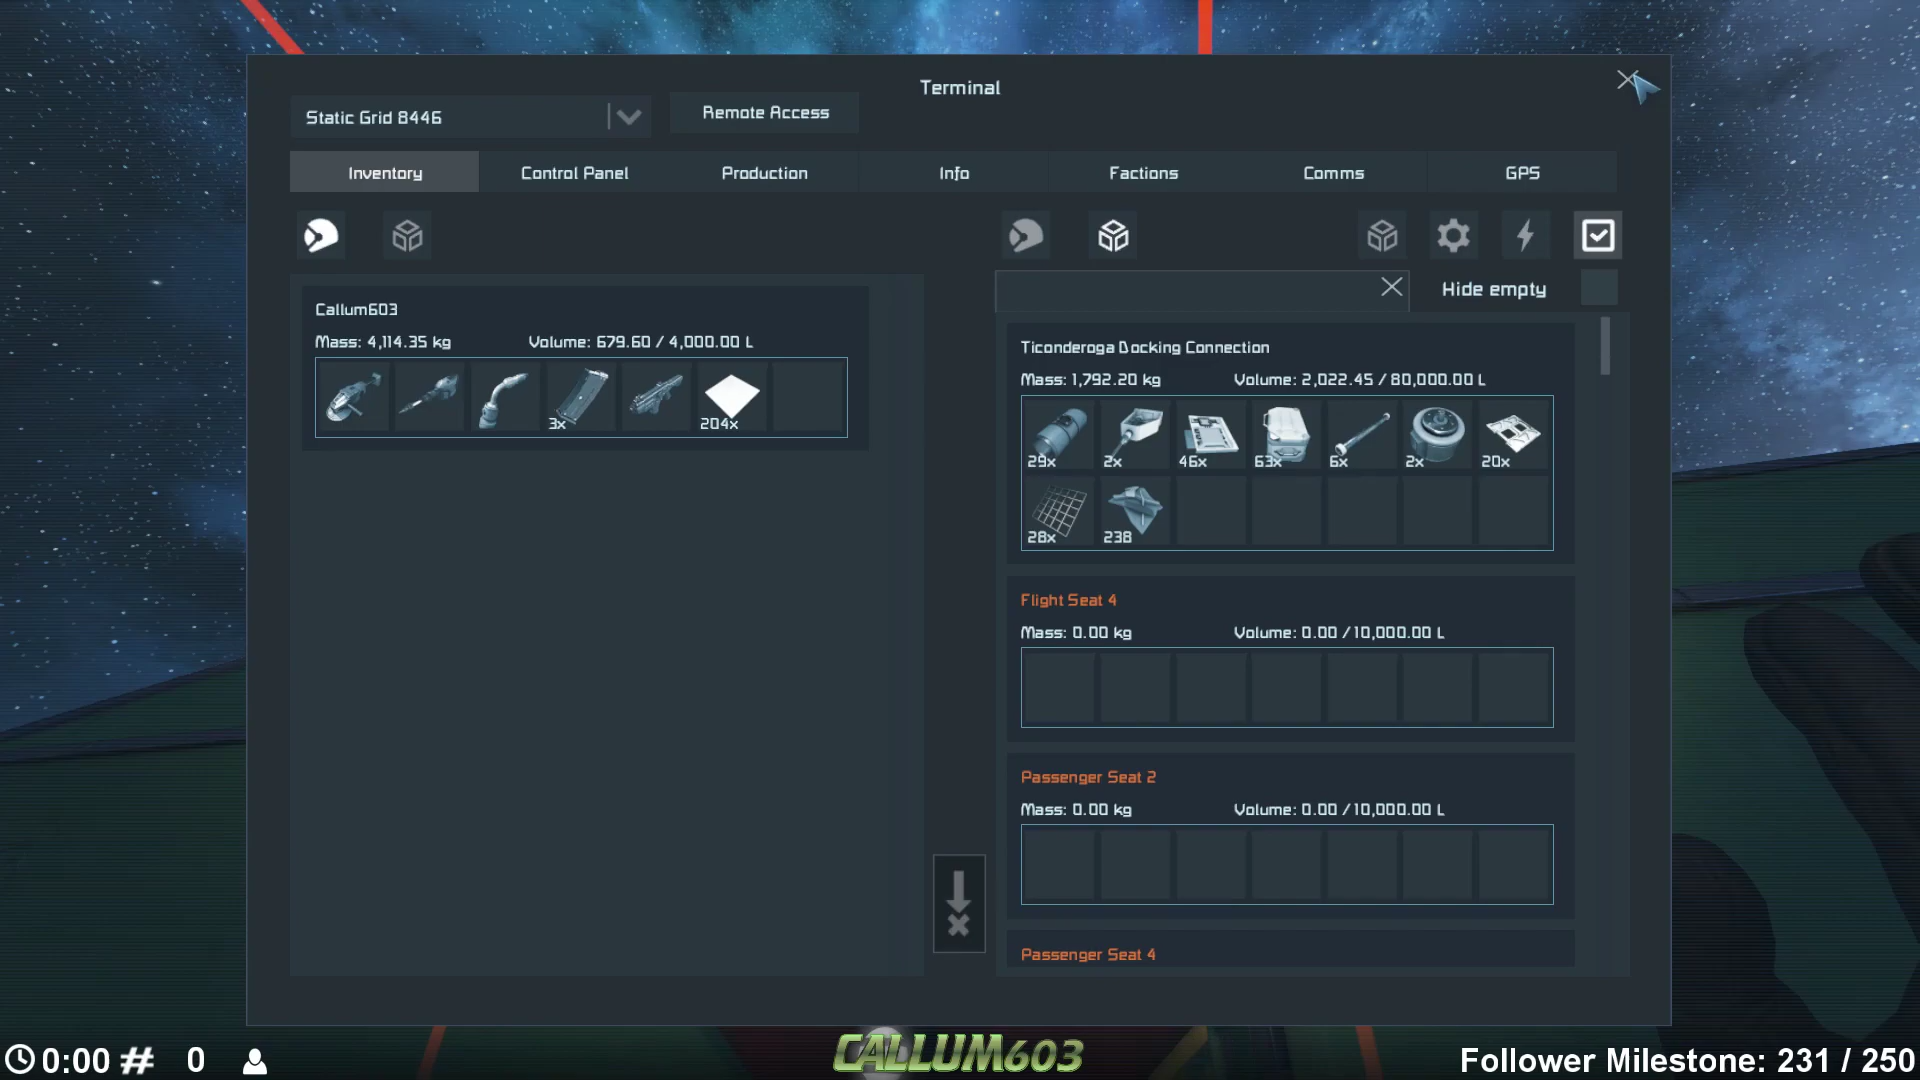 Terminal
Static Grid 8446
Remote Access
Inventory
Control Panel
Production
Info
Factions
Comms
GPS
Hide empty
Callum603
Mass: 4,114.35 kg
Volume: 679.60 / 4,000.00 L
3x
204x
Ticonderoga Docking Connection
Mass: 1,792.20 kg
Volume: 2,022.45 / 80,000.00 L
29x
2x
46x
63x
6x
2x
20x
28x
238
Flight Seat 4
Mass: 0.00 kg
Volume: 0.00 / 10,000.00 L
Passenger Seat 2
Mass: 0.00 kg
Volume: 0.00 / 10,000.00 L
Passenger Seat 4
0:00 # 0
CALLUM603
Follower Milestone: 231 / 250